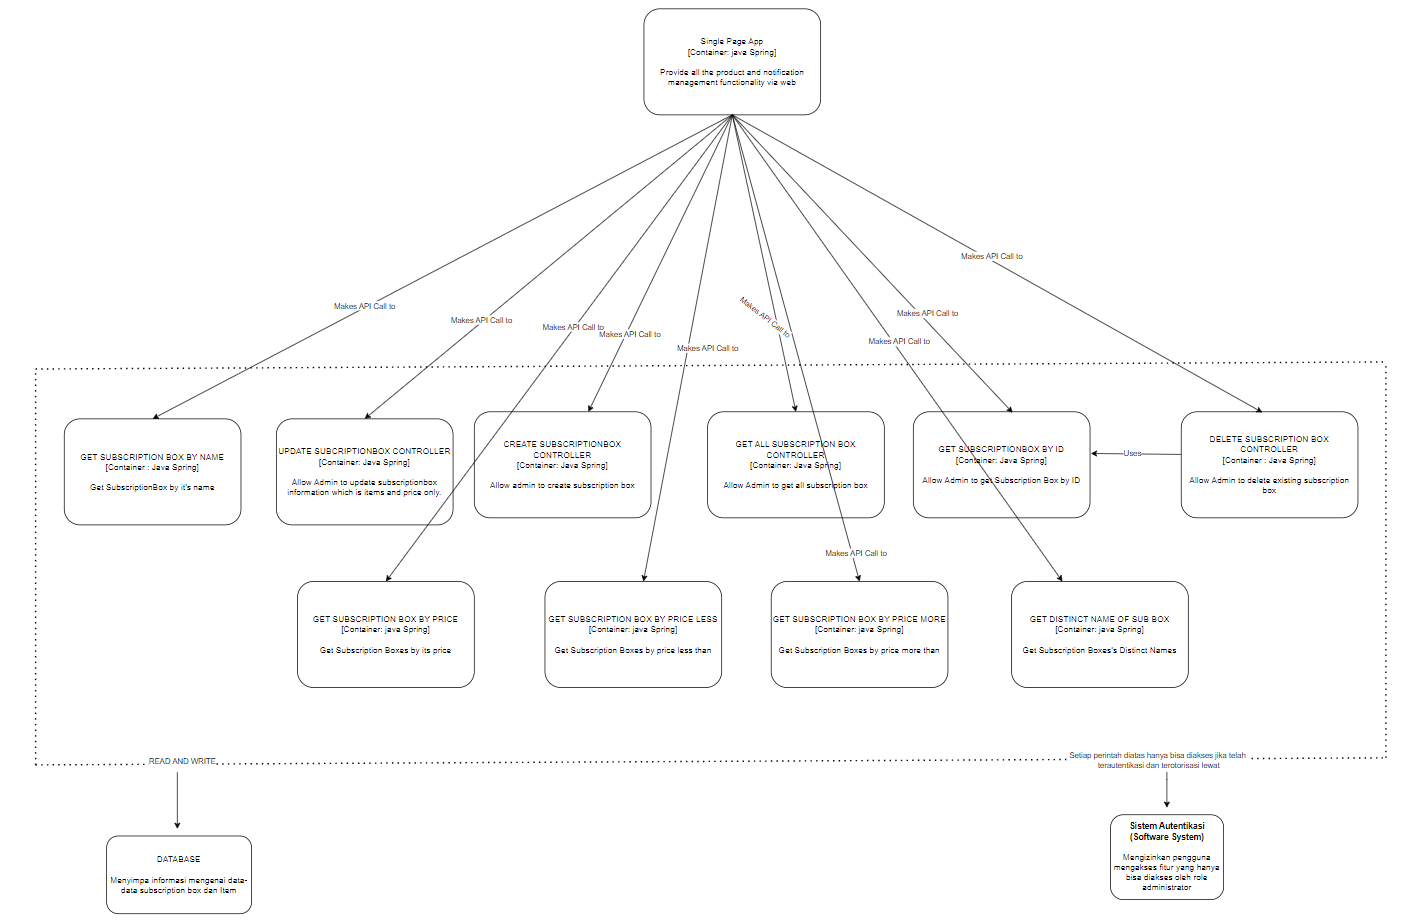 Single Page App
[Container: java Spring]
Provide all the product and notification
management functionality via web
Makes API Call to
Makes API Call to
Makes API Call to
Makes API Call to
Makes API Call to
Makes API Call to
Makes API Call to
Makes API Call to
Makes API Call to
GET SUBSCRIPTION BOX BY NAME
[Container : Java Spring]
Get SubscriptionBox by it's name
UPDATE SUBCRIPTIONBOX CONTROLLER
[Container: Java Spring]
Allow Admin to update subscriptionbox
information which is items and price only.
CREATE SUBSCRIPTIONBOX
CONTROLLER
[Container: Java Spring]
Allow admin to create subscription box
GET ALL SUBSCRIPTION BOX
CONTROLLER
[Container: Java Spring]
Allow Admin to get all subscription box
GET SUBSCRIPTIONBOX BY ID
[Container: Java Spring]
Allow Admin to get Subscription Box by ID
Uses
DELETE SUBSCRIPTION BOX
CONTROLLER
[Container : Java Spring]
Allow Admin to delete existing subscription
box
Makes API Call to
GET SUBSCRIPTION BOX BY PRICE
[Container: java Spring]
Get Subscription Boxes by its price
GET SUBSCRIPTION BOX BY PRICE LESS
[Container: java Spring]
Get Subscription Boxes by price less than
GET SUBSCRIPTION BOX BY PRICE MORE
[Container: java Spring]
Get Subscription Boxes by price more than
GET DISTINCT NAME OF SUB BOX
[Container: java Spring]
Get Subscription Boxes's Distinct Names
READ AND WRITE
Setiap perintah diatas hanya bisa diakses jika telah
terautentikasi dan terotorisasi lewat
DATABASE
Menyimpa informasi mengenai data-
data subscription box dan Item
Sistem Autentikasi
(Software System)
Mengizinkan pengguna
mengakses fitur yang hanya
bisa diakses oleh role
administrator